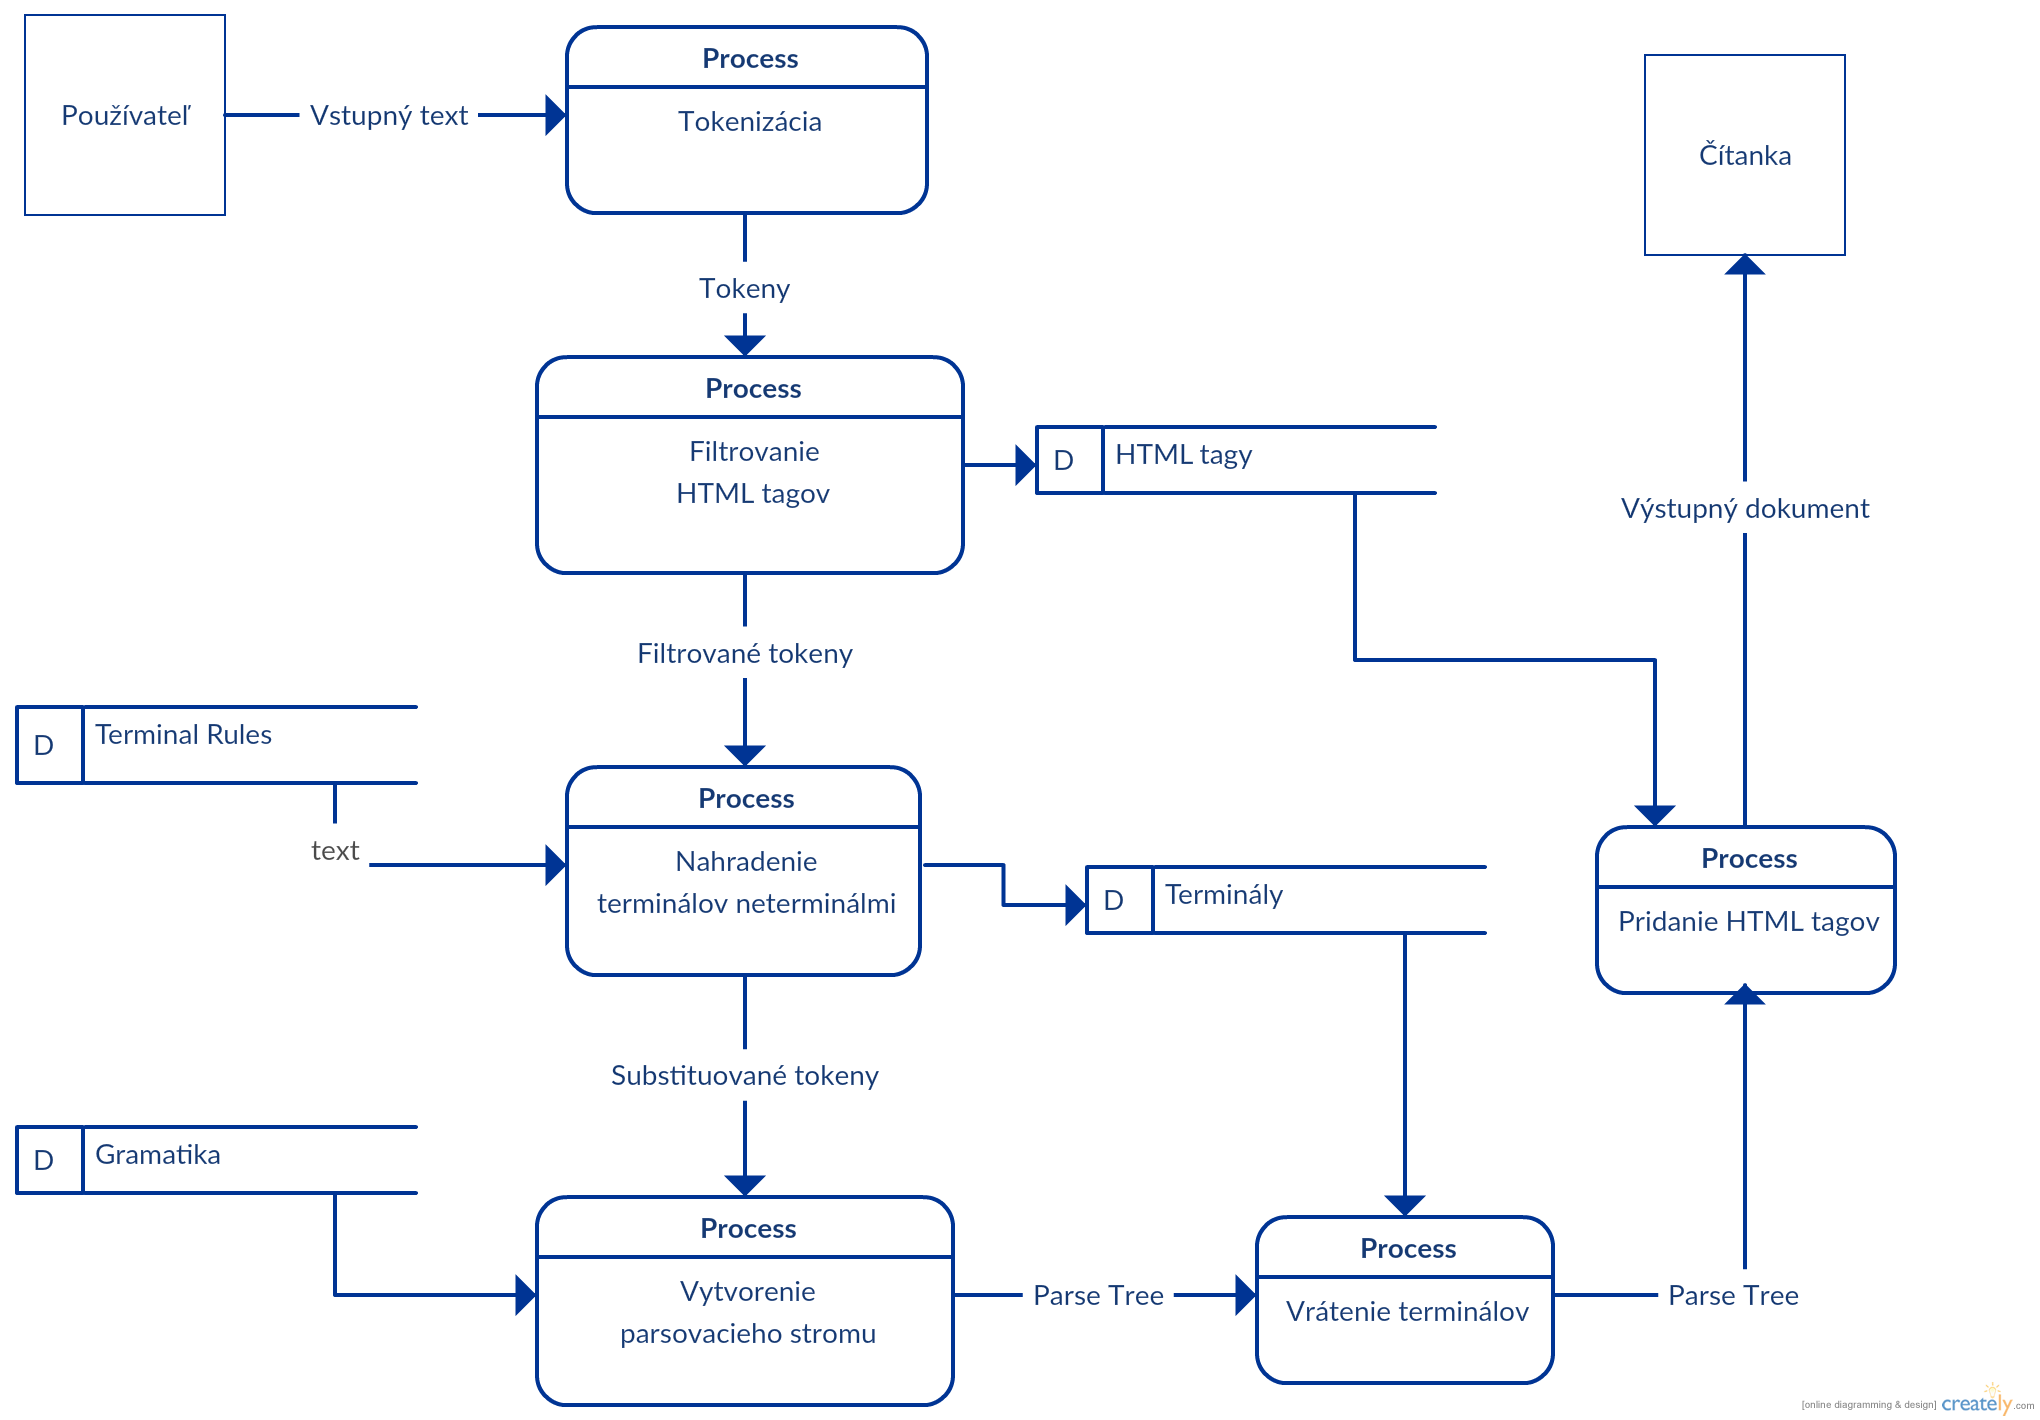 Používateľ
Vstupný text
Process
Tokenizácia
Čítanka
Tokeny
Process
Filtrovanie
HTML tagov
D
HTML tagy
Výstupný dokument
Filtrované tokeny
D
Terminal Rules
text
Process
Nahradenie
terminálov neterminálmi
D
Terminály
Process
Pridanie HTML tagov
Substituované tokeny
D
Gramatika
Process
Vytvorenie
parsovacieho stromu
Parse Tree
Process
Vrátenie terminálov
Parse Tree
[online diagramming & design] creately.com